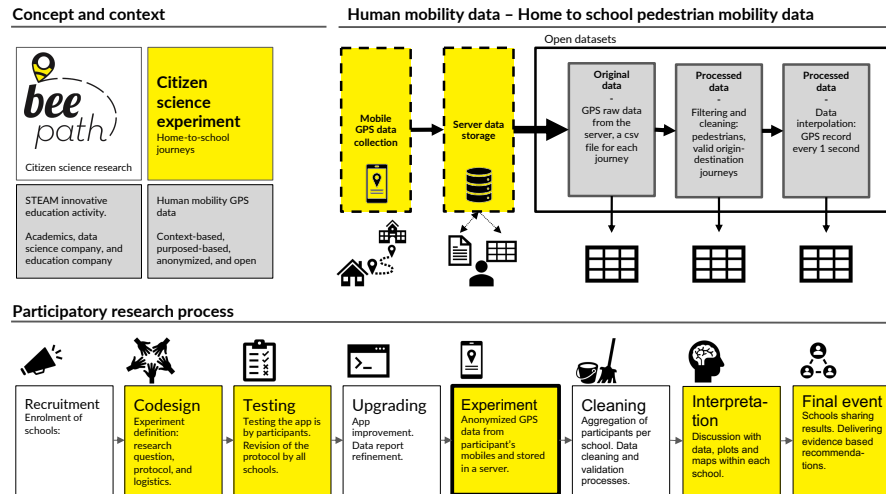 Concept and context
Human mobility data – Home to school pedestrian mobility data
bee
path
Citizen science research
Citizen
science
experiment
Home-to-school
journeys
STEAM innovative
education activity.
Academics, data
science company, and
education company
Human mobility GPS
data
Context-based,
purposed-based,
anonymized, and open
Mobile
GPS data
collection
Server data
storage
Open datasets
Original
data
-
GPS raw data
from the
server, a csv
file for each
journey
Processed
data
-
Filtering and
cleaning:
pedestrians,
valid origin-
destination
journeys
Processed
data
-
Data
interpolation:
GPS record
every 1 second
Participatory research process
Recruitment
Enrolment of
schools:
Codesign
Experiment
definition:
research
question,
protocol, and
logistics.
Testing
Testing the app is
by participants.
Revision of the
protocol by all
schools.
Upgrading
App
improvement.
Data report
refinement.
Experiment
Anonymized GPS
data from
participant's
mobiles and stored
in a server.
Cleaning
Aggregation of
participants per
school. Data
cleaning and
validation
processes.
Interpreta-
tion
Discussion with
data, plots and
maps within each
school.
Final event
Schools sharing
results. Delivering
evidence based
recommenda-
tions.